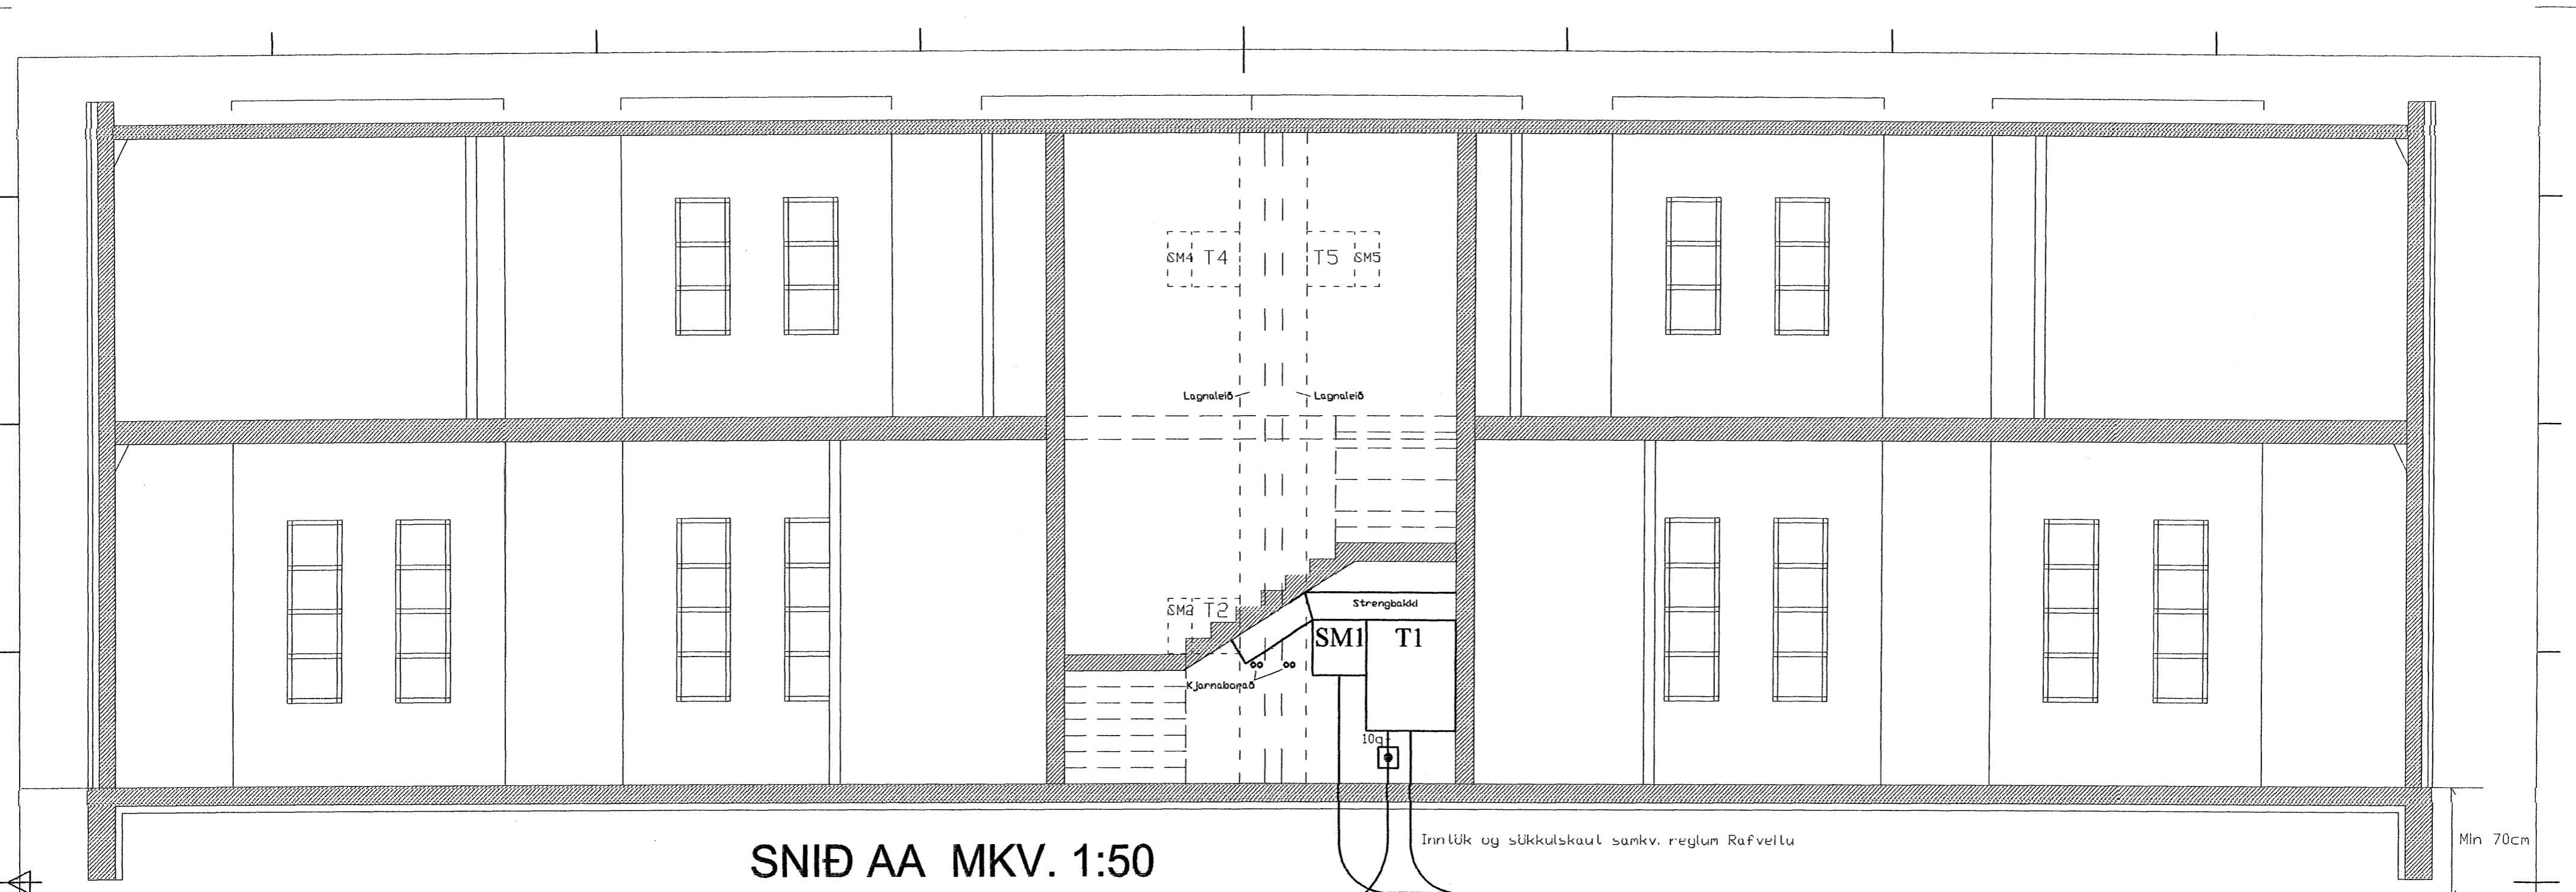 SM4 T4 T5 SM5
Lagnaleið Lagnaleið
Strengbakki
SM2 T2
SM1 T1
Kjarnaborað
10q
Inntök og sökkulskaut samkv. reglum Rafveitu
Min 70cm
SNIÐ AA MKV. 1:50